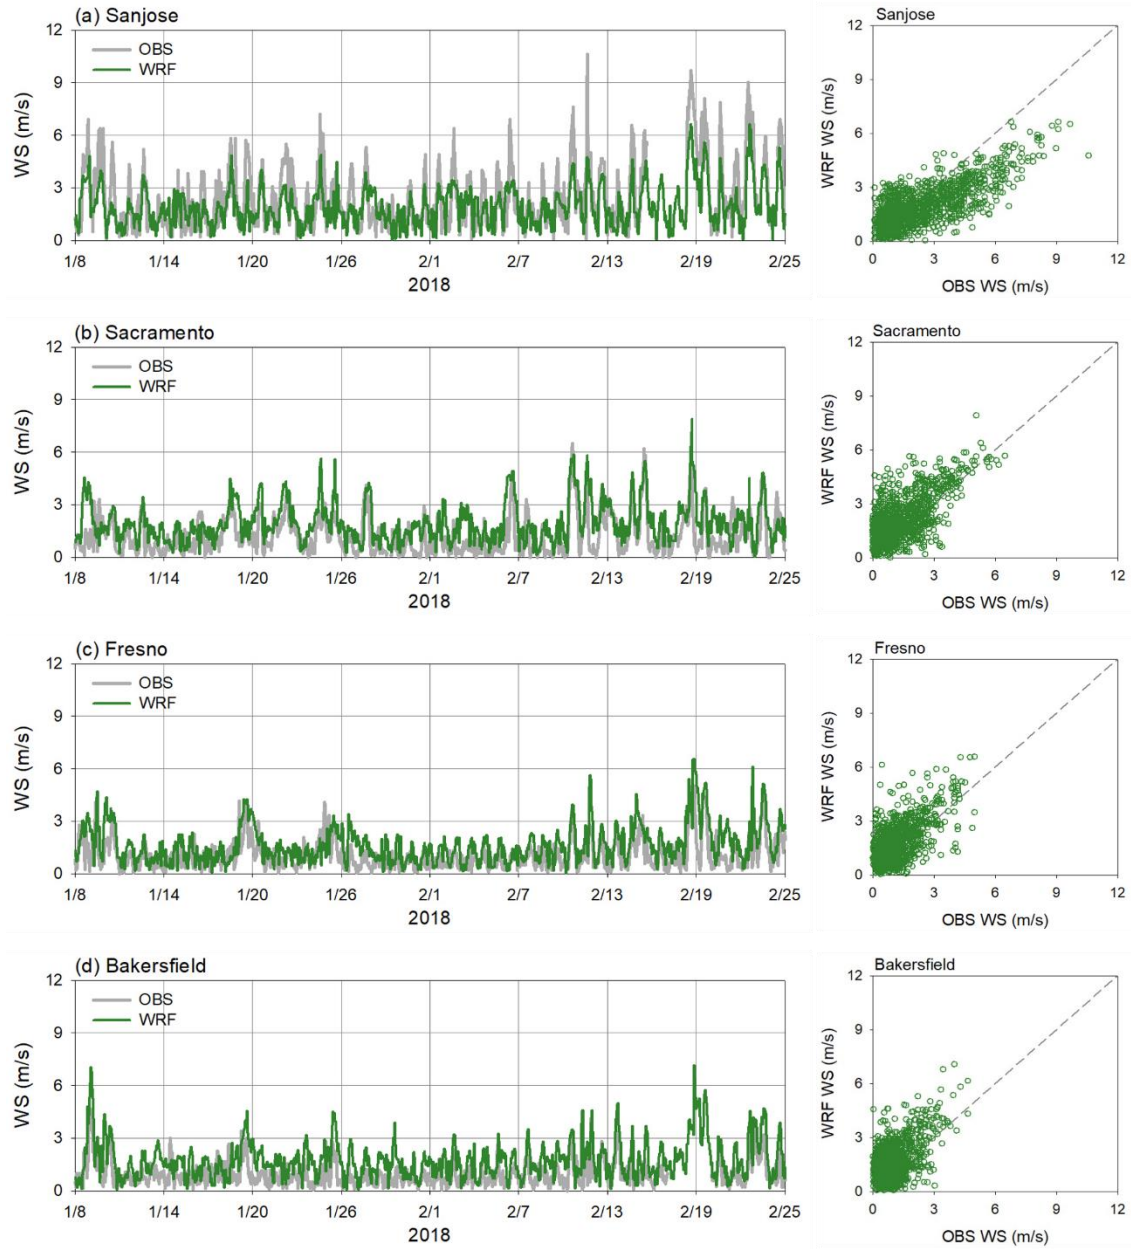 (a) Sanjose
OBS
WRF
WS (m/s)
12
9
6
3
0
1/8 1/14 1/20 1/26 2/1 2/7 2/13 2/19 2/25
2018
Sanjose
WRF WS (m/s)
12
9
6
3
0
0 3 6 9 12
OBS WS (m/s)
(b) Sacramento
OBS
WRF
WS (m/s)
12
9
6
3
0
1/8 1/14 1/20 1/26 2/1 2/7 2/13 2/19 2/25
2018
Sacramento
WRF WS (m/s)
12
9
6
3
0
0 3 6 9 12
OBS WS (m/s)
(c) Fresno
OBS
WRF
WS (m/s)
12
9
6
3
0
1/8 1/14 1/20 1/26 2/1 2/7 2/13 2/19 2/25
2018
Fresno
WRF WS (m/s)
12
9
6
3
0
0 3 6 9 12
OBS WS (m/s)
(d) Bakersfield
OBS
WRF
WS (m/s)
12
9
6
3
0
1/8 1/14 1/20 1/26 2/1 2/7 2/13 2/19 2/25
2018
Bakersfield
WRF WS (m/s)
12
9
6
3
0
0 3 6 9 12
OBS WS (m/s)